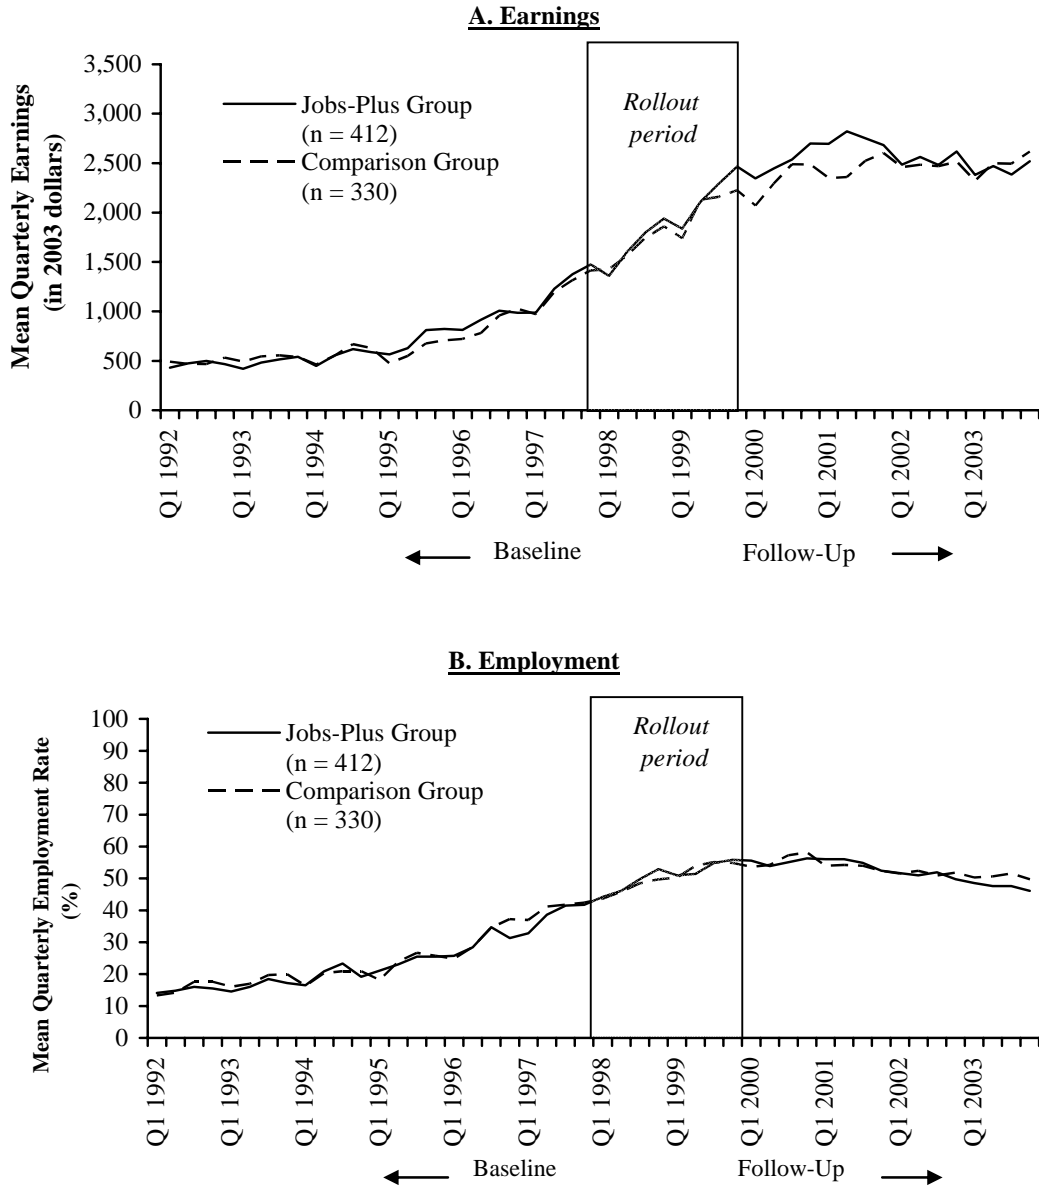 A. Earnings
Mean Quarterly Earnings
(in 2003 dollars)
3,500
3,000
2,500
2,000
1,500
1,000
500
0
Jobs-Plus Group
(n = 412)
Comparison Group
(n = 330)
Rollout
period
Q1 1992
Q1 1993
Q1 1994
Q1 1995
Q1 1996
Q1 1997
Q1 1998
Q1 1999
Q1 2000
Q1 2001
Q1 2002
Q1 2003
Baseline
Follow-Up
B. Employment
Mean Quarterly Employment Rate
(%)
100
90
80
70
60
50
40
30
20
10
0
Jobs-Plus Group
(n = 412)
Comparison Group
(n = 330)
Rollout
period
Q1 1992
Q1 1993
Q1 1994
Q1 1995
Q1 1996
Q1 1997
Q1 1998
Q1 1999
Q1 2000
Q1 2001
Q1 2002
Q1 2003
Baseline
Follow-Up